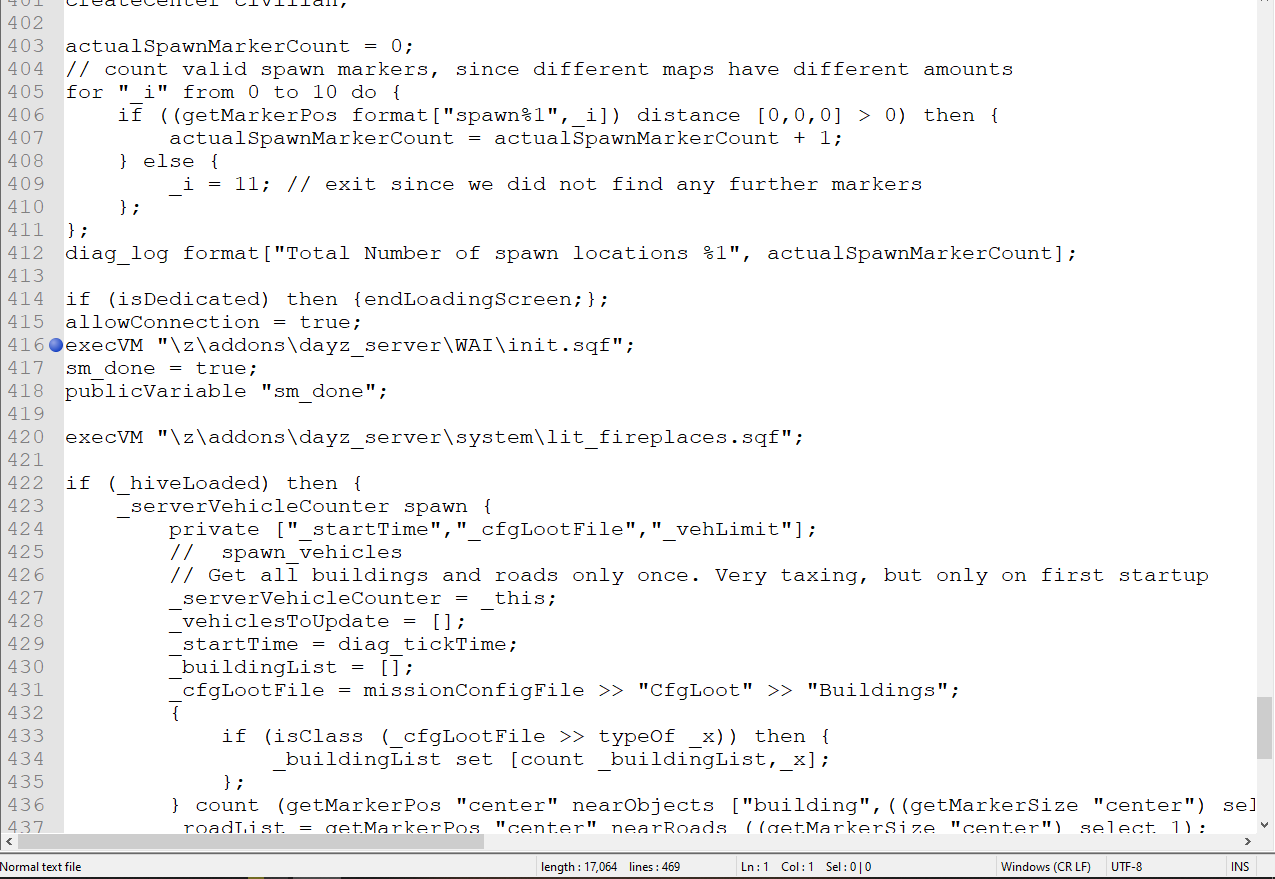 401 createCenter civilian;
402
403 actualSpawnMarkerCount = 0;
404 // count valid spawn markers, since different maps have different amounts
405 for "_i" from 0 to 10 do {
406     if ((getMarkerPos format["spawn%1",_i]) distance [0,0,0] > 0) then {
407         actualSpawnMarkerCount = actualSpawnMarkerCount + 1;
408     } else {
409         _i = 11; // exit since we did not find any further markers
410     };
411 };
412 diag_log format["Total Number of spawn locations %1", actualSpawnMarkerCount];
413
414 if (isDedicated) then {endLoadingScreen;};
415 allowConnection = true;
416 execVM "\z\addons\dayz_server\WAI\init.sqf";
417 sm_done = true;
418 publicVariable "sm_done";
419
420 execVM "\z\addons\dayz_server\system\lit_fireplaces.sqf";
421
422 if (_hiveLoaded) then {
423     _serverVehicleCounter spawn {
424         private ["_startTime","_cfgLootFile","_vehLimit"];
425         //  spawn_vehicles
426         // Get all buildings and roads only once. Very taxing, but only on first startup
427         _serverVehicleCounter = _this;
428         _vehiclesToUpdate = [];
429         _startTime = diag_tickTime;
430         _buildingList = [];
431         _cfgLootFile = missionConfigFile >> "CfgLoot" >> "Buildings";
432         {
433             if (isClass (_cfgLootFile >> typeOf _x)) then {
434                 _buildingList set [count _buildingList,_x];
435             };
436         } count (getMarkerPos "center" nearObjects ["building",((getMarkerSize "center") sel
437         _roadList = getMarkerPos "center" nearRoads ((getMarkerSize "center") select 1);
Normal text file length : 17,064 lines : 469 Ln : 1 Col : 1 Sel : 0 | 0 Windows (CR LF) UTF-8 INS